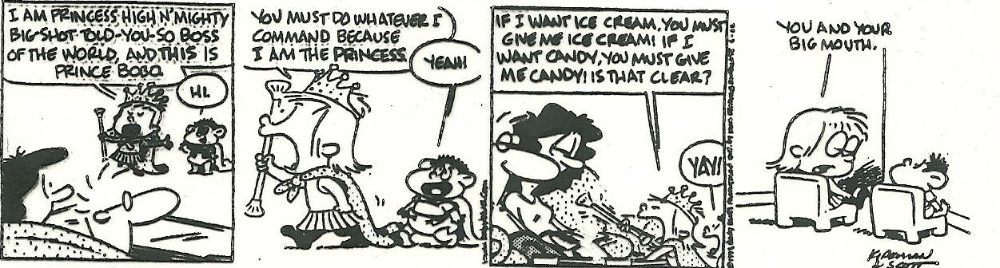 I AM PRINCESS HIGH N' MIGHTY
BIG-SHOT TOLD-YOU-SO BOSS
OF THE WORLD, AND THIS IS
PRINCE BOBO.
HI.
YOU MUST DO WHATEVER I
COMMAND BECAUSE
I AM THE PRINCESS.
YEAH!
IF I WANT ICE CREAM, YOU MUST
GIVE ME ICE CREAM! IF I
WANT CANDY, YOU MUST GIVE
ME CANDY! IS THAT CLEAR?
YAY!
YOU AND YOUR
BIG MOUTH.
KIRKMAN
& SCOTT